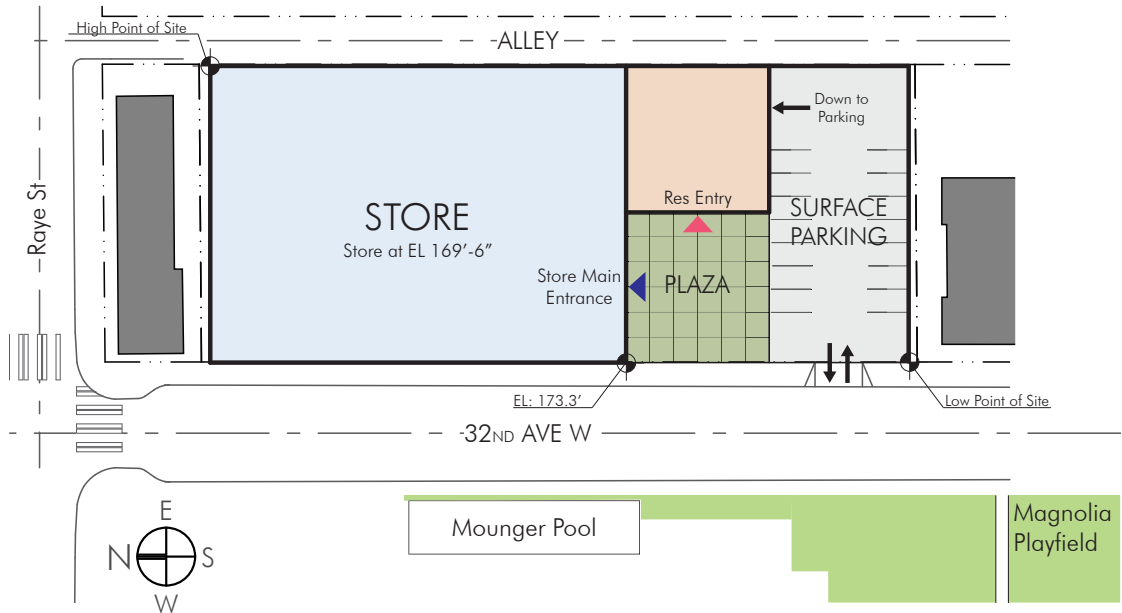 High Point of Site
ALLEY
Down to
Parking
Raye St
STORE
Store at EL 169'-6"
Res Entry
SURFACE
PARKING
Store Main
Entrance
PLAZA
EL: 173.3'
Low Point of Site
32ND AVE W
Mounger Pool
Magnolia
Playfield
E
N
S
W